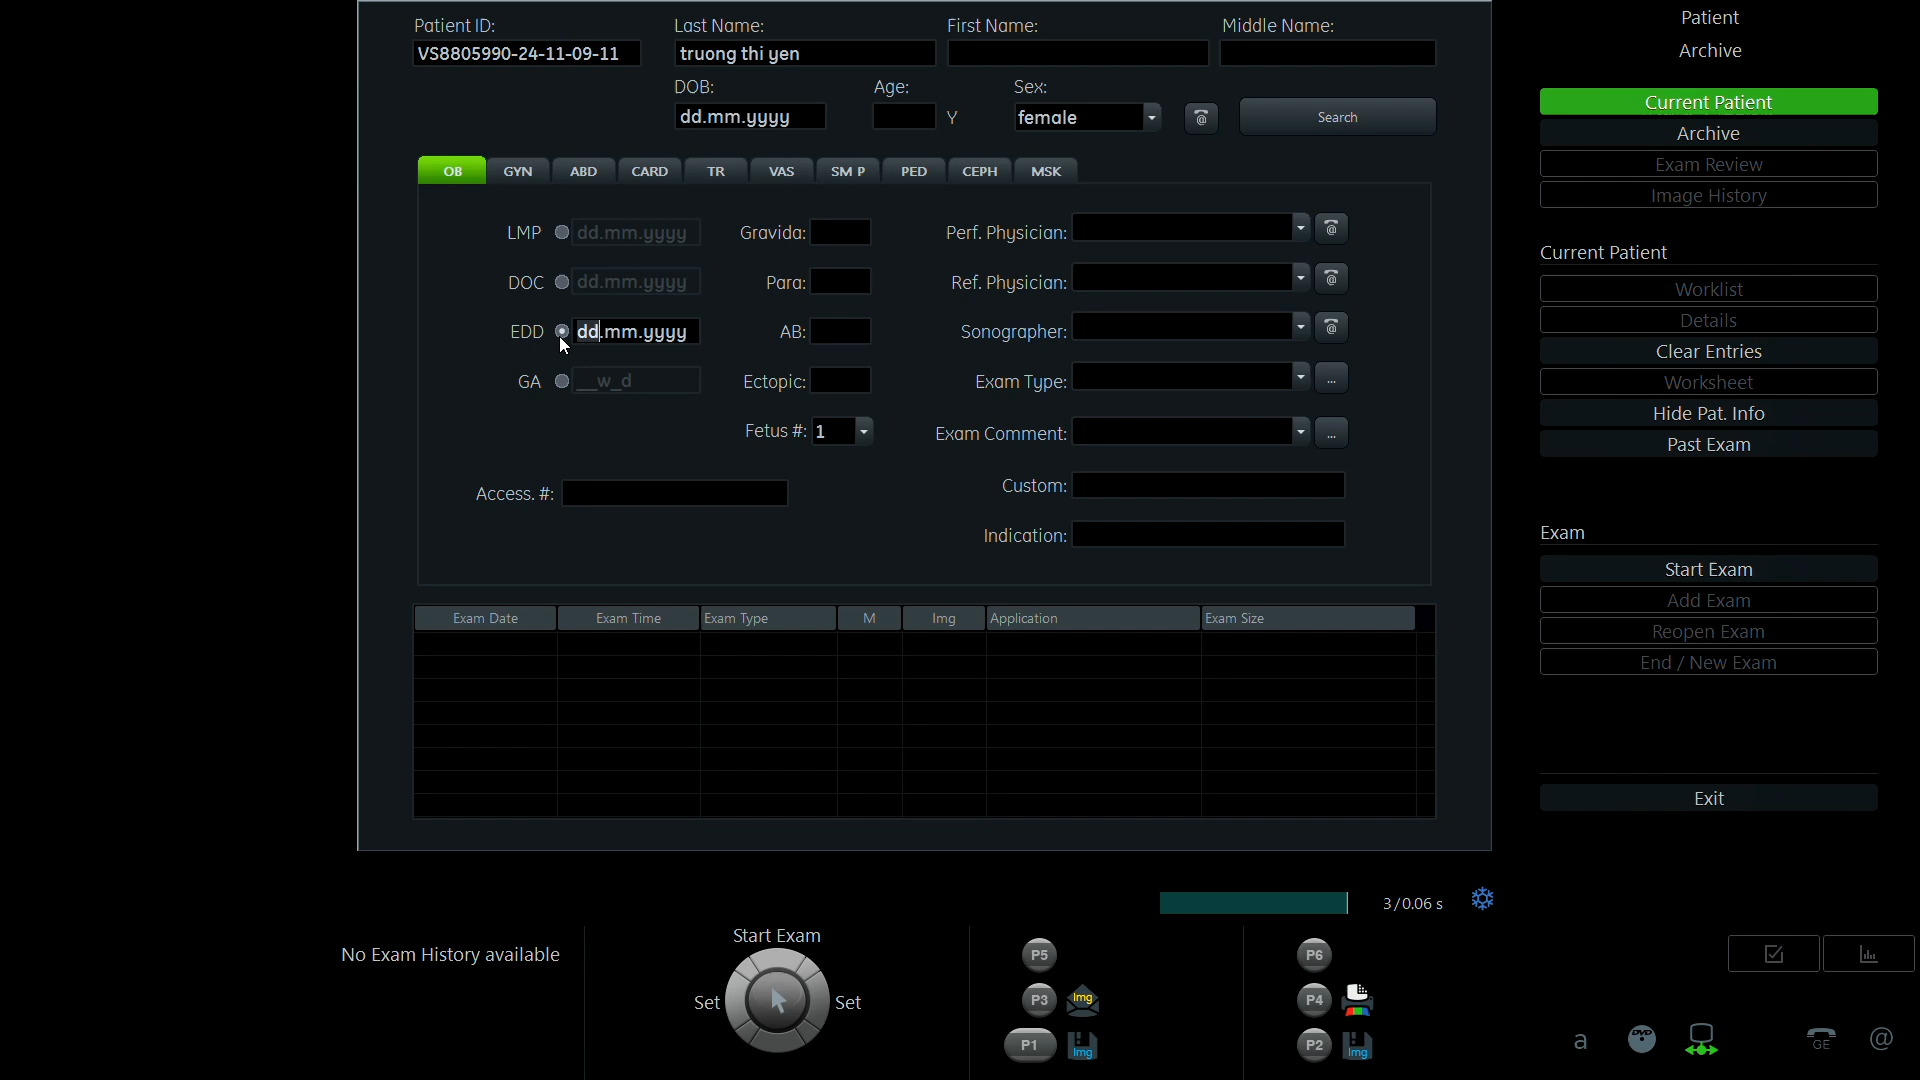 Patient ID: Last Name: First Name: Middle Name:
VS8805990-24-11-09-11 truong thi yen
DOB: Age: Sex:
dd.mm.yyyy Y female @ Search
OB GYN ABD CARD TR VAS SM P PED CEPH MSK
LMP dd.mm.yyyy Gravida: Perf. Physician: @
DOC dd.mm.yyyy Para: Ref. Physician: @
EDD dd.mm.yyyy AB: Sonographer: @
GA __w_d Ectopic: Exam Type: ...
Fetus #: 1 Exam Comment: ...
Access. #: Custom:
Indication:
Exam Date Exam Time Exam Type M Img Application Exam Size
Patient
Archive
Current Patient
Archive
Exam Review
Image History
Current Patient
Worklist
Details
Clear Entries
Worksheet
Hide Pat. Info
Past Exam
Exam
Start Exam
Add Exam
Reopen Exam
End / New Exam
Exit
3/0.06 s
No Exam History available
Start Exam
Set Set
P5 P6
P3 Img P4
P1 Img P2 Img
a DVD GE @